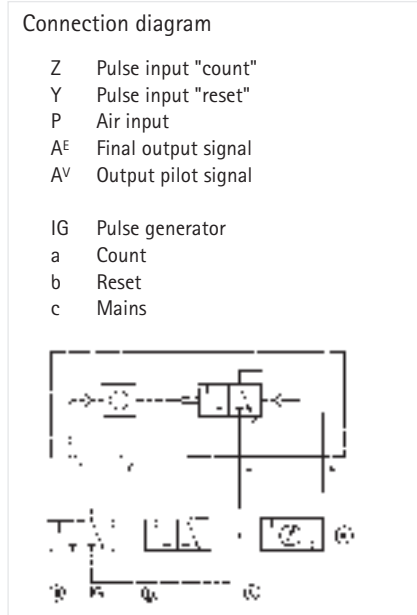 Connection diagram
Z Pulse input "count"
Y Pulse input "reset"
P Air input
Aᴱ Final output signal
Aⱽ Output pilot signal
IG Pulse generator
a Count
b Reset
c Mains